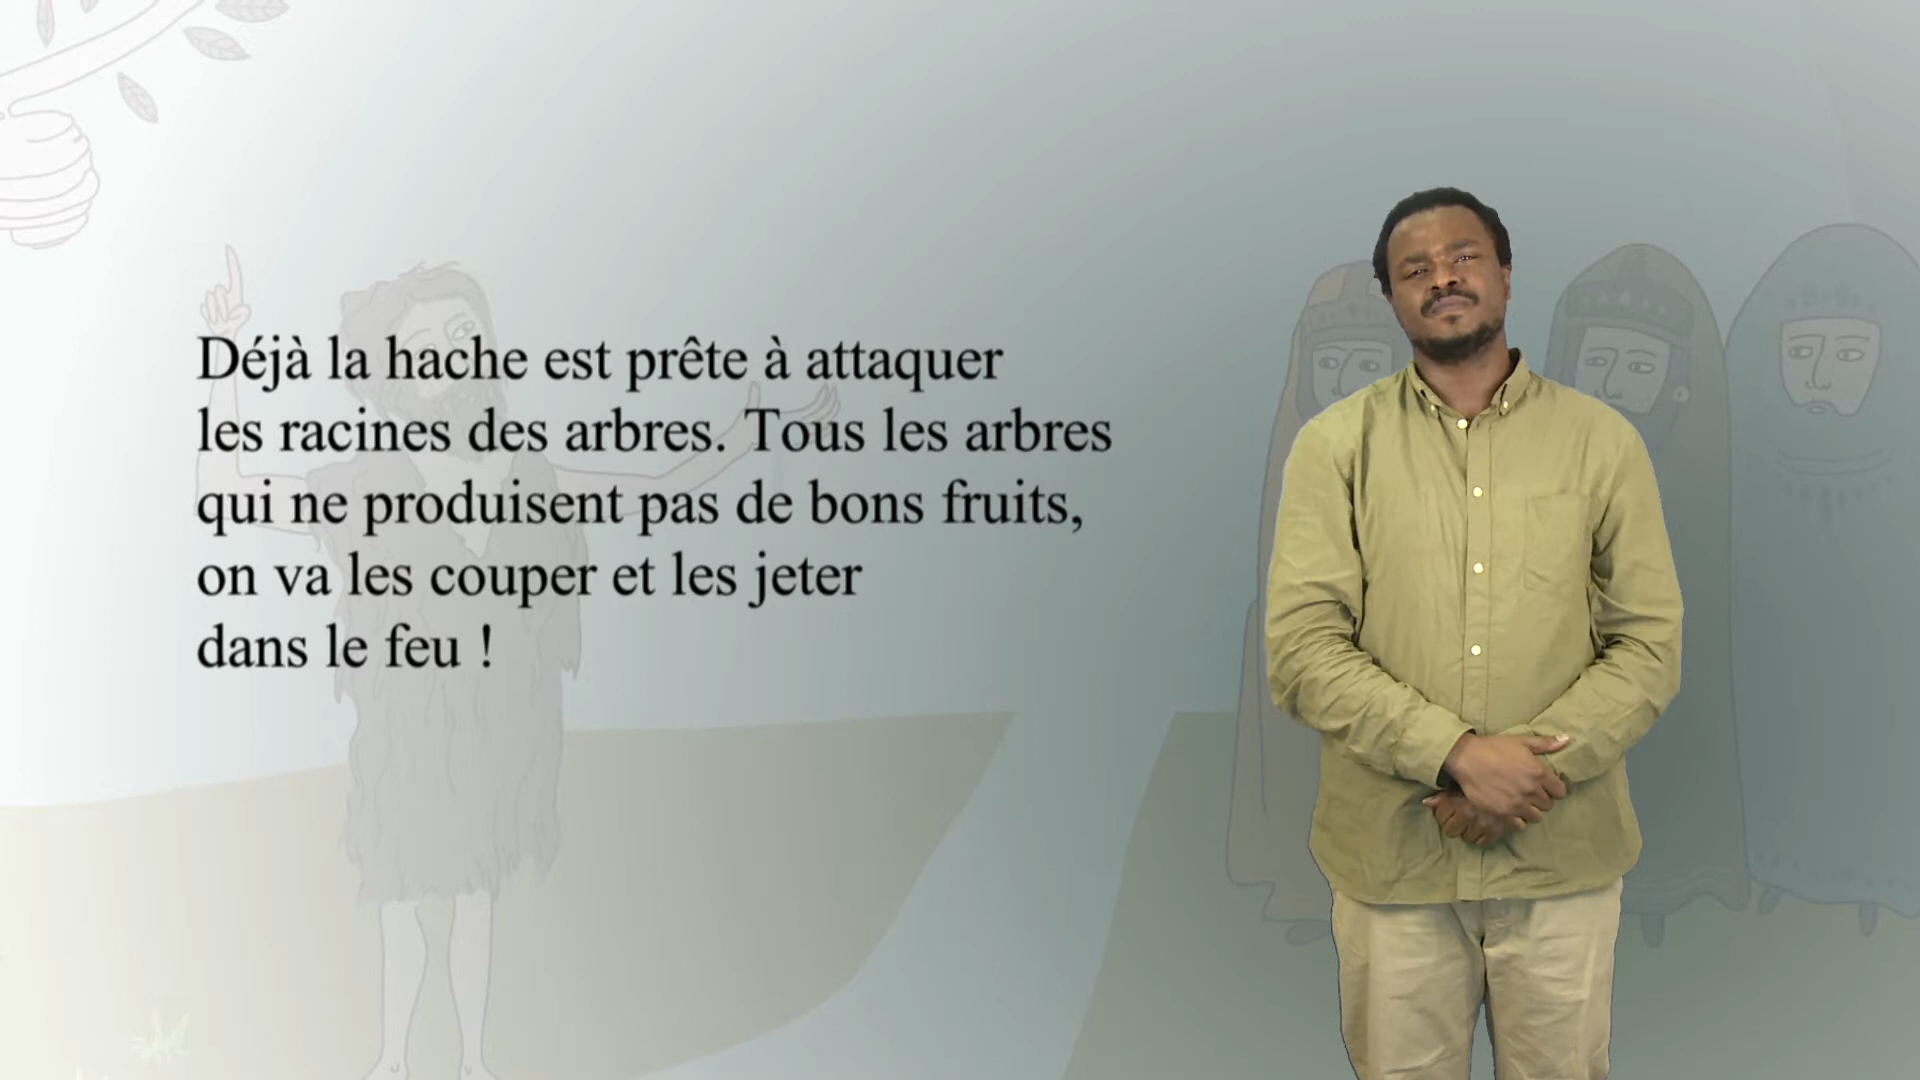 Déjà la hache est prête à attaquer
les racines des arbres. Tous les arbres
qui ne produisent pas de bons fruits,
on va les couper et les jeter
dans le feu !